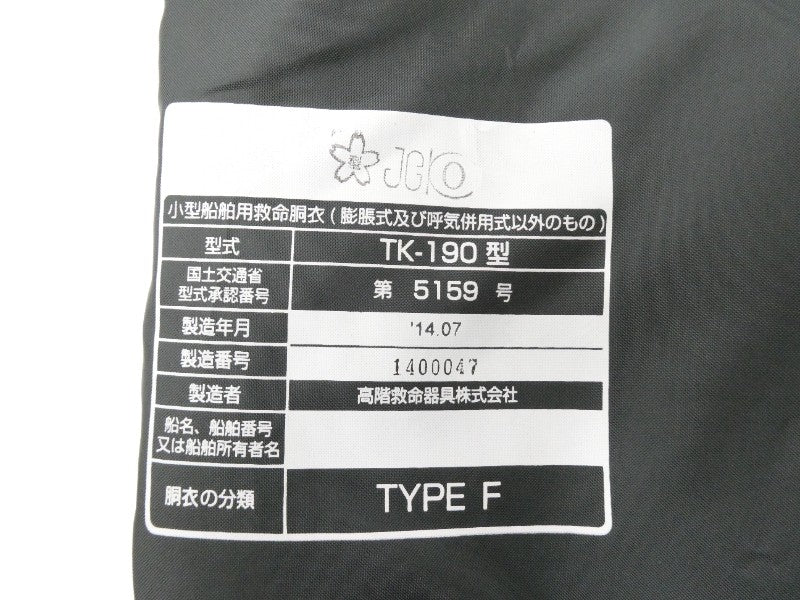 型 JCI
小型船舶用救命胴衣(膨脹式及び呼気併用式以外のもの)
型式 TK-190 型
国土交通省
型式承認番号 第 5159 号
製造年月 '14.07
製造番号 1400047
製造者 高階救命器具株式会社
船名、船舶番号
又は船舶所有者名
胴衣の分類 TYPE F